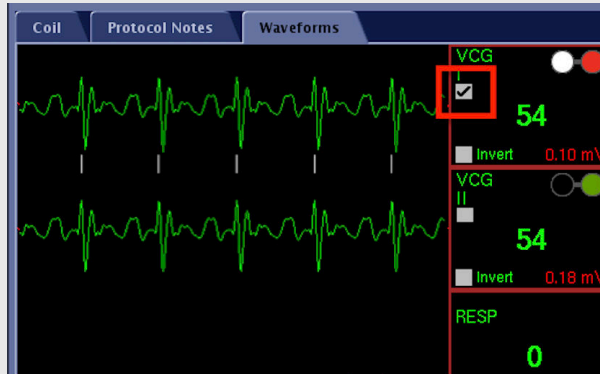 Coil Protocol Notes Waveforms
VCG
I
54
Invert 0.10 mV
VCG
II
54
Invert 0.18 mV
RESP
0